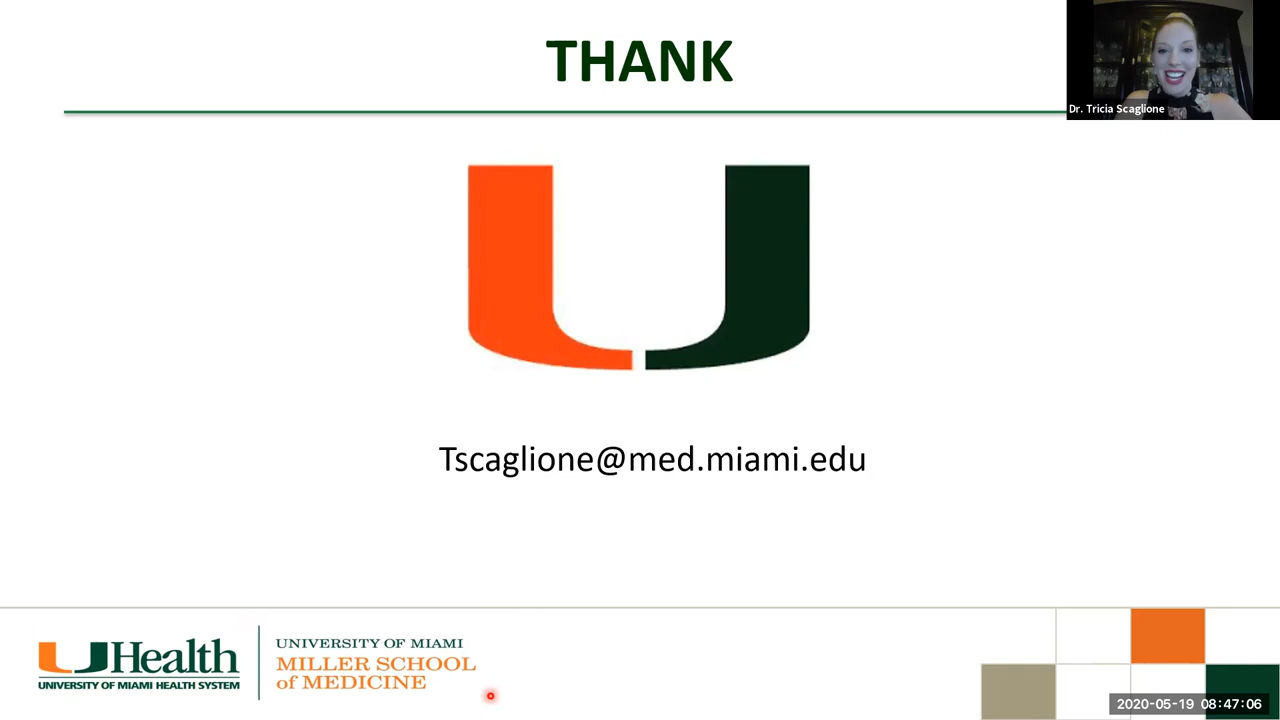 THANK
Dr. Tricia Scaglione
U
Tscaglione@med.miami.edu
UHealth
UNIVERSITY OF MIAMI HEALTH SYSTEM
UNIVERSITY OF MIAMI
MILLER SCHOOL
of MEDICINE
2020-05-19 08:47:06